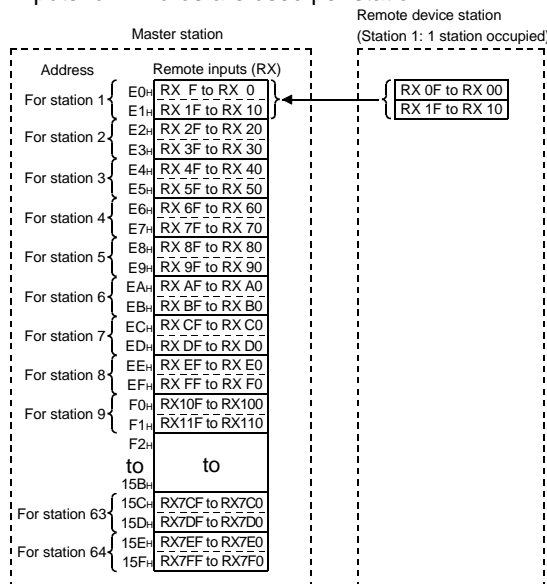 Remote device station
Master station
(Station 1: 1 station occupied)
Address Remote inputs (RX)
For station 1 E0H RX F to RX 0 RX 0F to RX 00
E1H RX 1F to RX 10 RX 1F to RX 10
For station 2 E2H RX 2F to RX 20
E3H RX 3F to RX 30
For station 3 E4H RX 4F to RX 40
E5H RX 5F to RX 50
For station 4 E6H RX 6F to RX 60
E7H RX 7F to RX 70
For station 5 E8H RX 8F to RX 80
E9H RX 9F to RX 90
For station 6 EAH RX AF to RX A0
EBH RX BF to RX B0
For station 7 ECH RX CF to RX C0
EDH RX DF to RX D0
For station 8 EEH RX EF to RX E0
EFH RX FF to RX F0
For station 9 F0H RX10F to RX100
F1H RX11F to RX110
F2H
to to
15BH
For station 63 15CH RX7CF to RX7C0
15DH RX7DF to RX7D0
For station 64 15EH RX7EF to RX7E0
15FH RX7FF to RX7F0